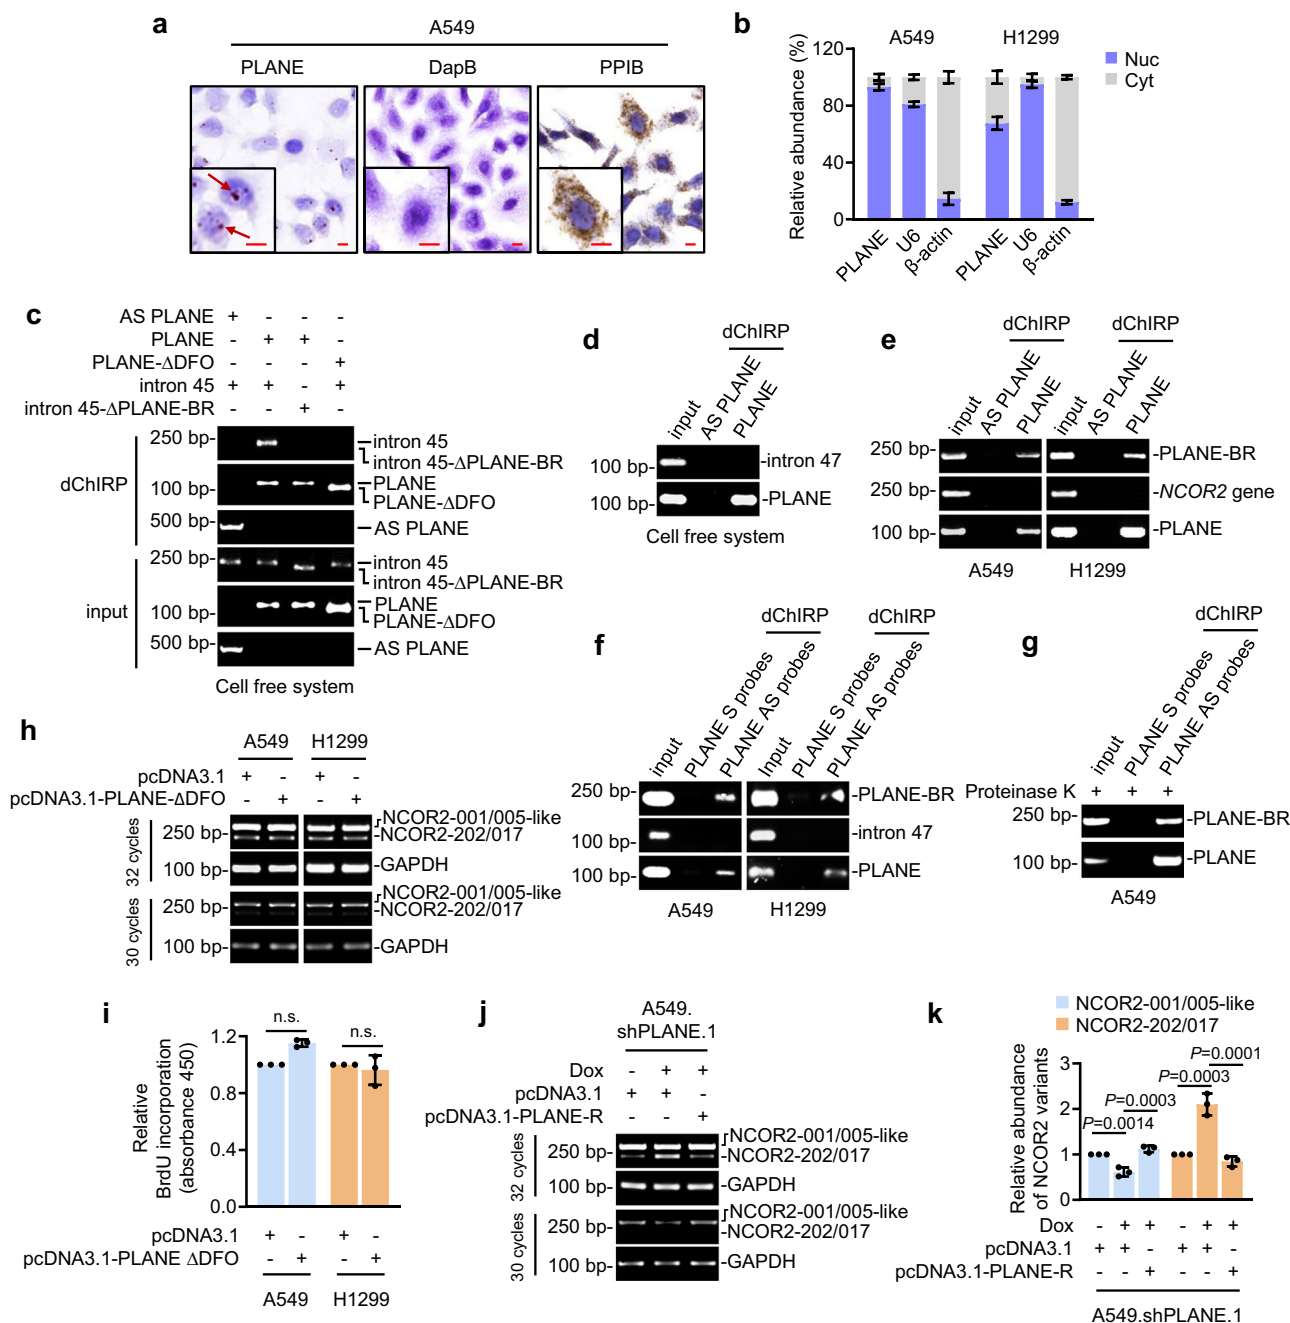 a
A549
PLANE DapB PPIB
b
A549 H1299
Relative abundance (%)
120
80
40
0
Nuc
Cyt
PLANE U6 β-actin PLANE U6 β-actin
c
AS PLANE + - - -
PLANE - + + -
PLANE-ΔDFO - - - +
intron 45 + + - +
intron 45-ΔPLANE-BR - - + -
dChIRP
250 bp- intron 45
intron 45-ΔPLANE-BR
100 bp- PLANE
PLANE-ΔDFO
500 bp- AS PLANE
input
250 bp- intron 45
intron 45-ΔPLANE-BR
100 bp- PLANE
PLANE-ΔDFO
500 bp- AS PLANE
Cell free system
d
dChIRP
input AS PLANE PLANE
100 bp- -intron 47
100 bp- -PLANE
Cell free system
e
dChIRP dChIRP
input AS PLANE PLANE input AS PLANE PLANE
250 bp- -PLANE-BR
250 bp- -NCOR2 gene
100 bp- -PLANE
A549 H1299
f
dChIRP dChIRP
input PLANE S probes PLANE AS probes Input PLANE S probes PLANE AS probes
250 bp- -PLANE-BR
100 bp- -intron 47
100 bp- -PLANE
A549 H1299
g
dChIRP
input PLANE S probes PLANE AS probes
Proteinase K + + +
250 bp- -PLANE-BR
100 bp- -PLANE
A549
h
A549 H1299
pcDNA3.1 + - + -
pcDNA3.1-PLANE-ΔDFO - + - +
32 cycles
250 bp- NCOR2-001/005-like
-NCOR2-202/017
100 bp- -GAPDH
30 cycles
250 bp- NCOR2-001/005-like
-NCOR2-202/017
100 bp- -GAPDH
i
Relative
BrdU incorporation
(absorbance 450)
1.2
0.8
0.4
0.0
n.s. n.s.
pcDNA3.1 + - + -
pcDNA3.1-PLANE ΔDFO - + - +
A549 H1299
j
A549.
shPLANE.1
Dox - + +
pcDNA3.1 + + -
pcDNA3.1-PLANE-R - - +
32 cycles
250 bp- NCOR2-001/005-like
-NCOR2-202/017
100 bp- -GAPDH
30 cycles
250 bp- NCOR2-001/005-like
-NCOR2-202/017
100 bp- -GAPDH
k
NCOR2-001/005-like
NCOR2-202/017
Relative abundance
of NCOR2 variants
3
2
1
0
P=0.0001
P=0.0003
P=0.0003
P=0.0014
Dox - + + - + +
pcDNA3.1 + + - + + -
pcDNA3.1-PLANE-R - - + - - +
A549.shPLANE.1